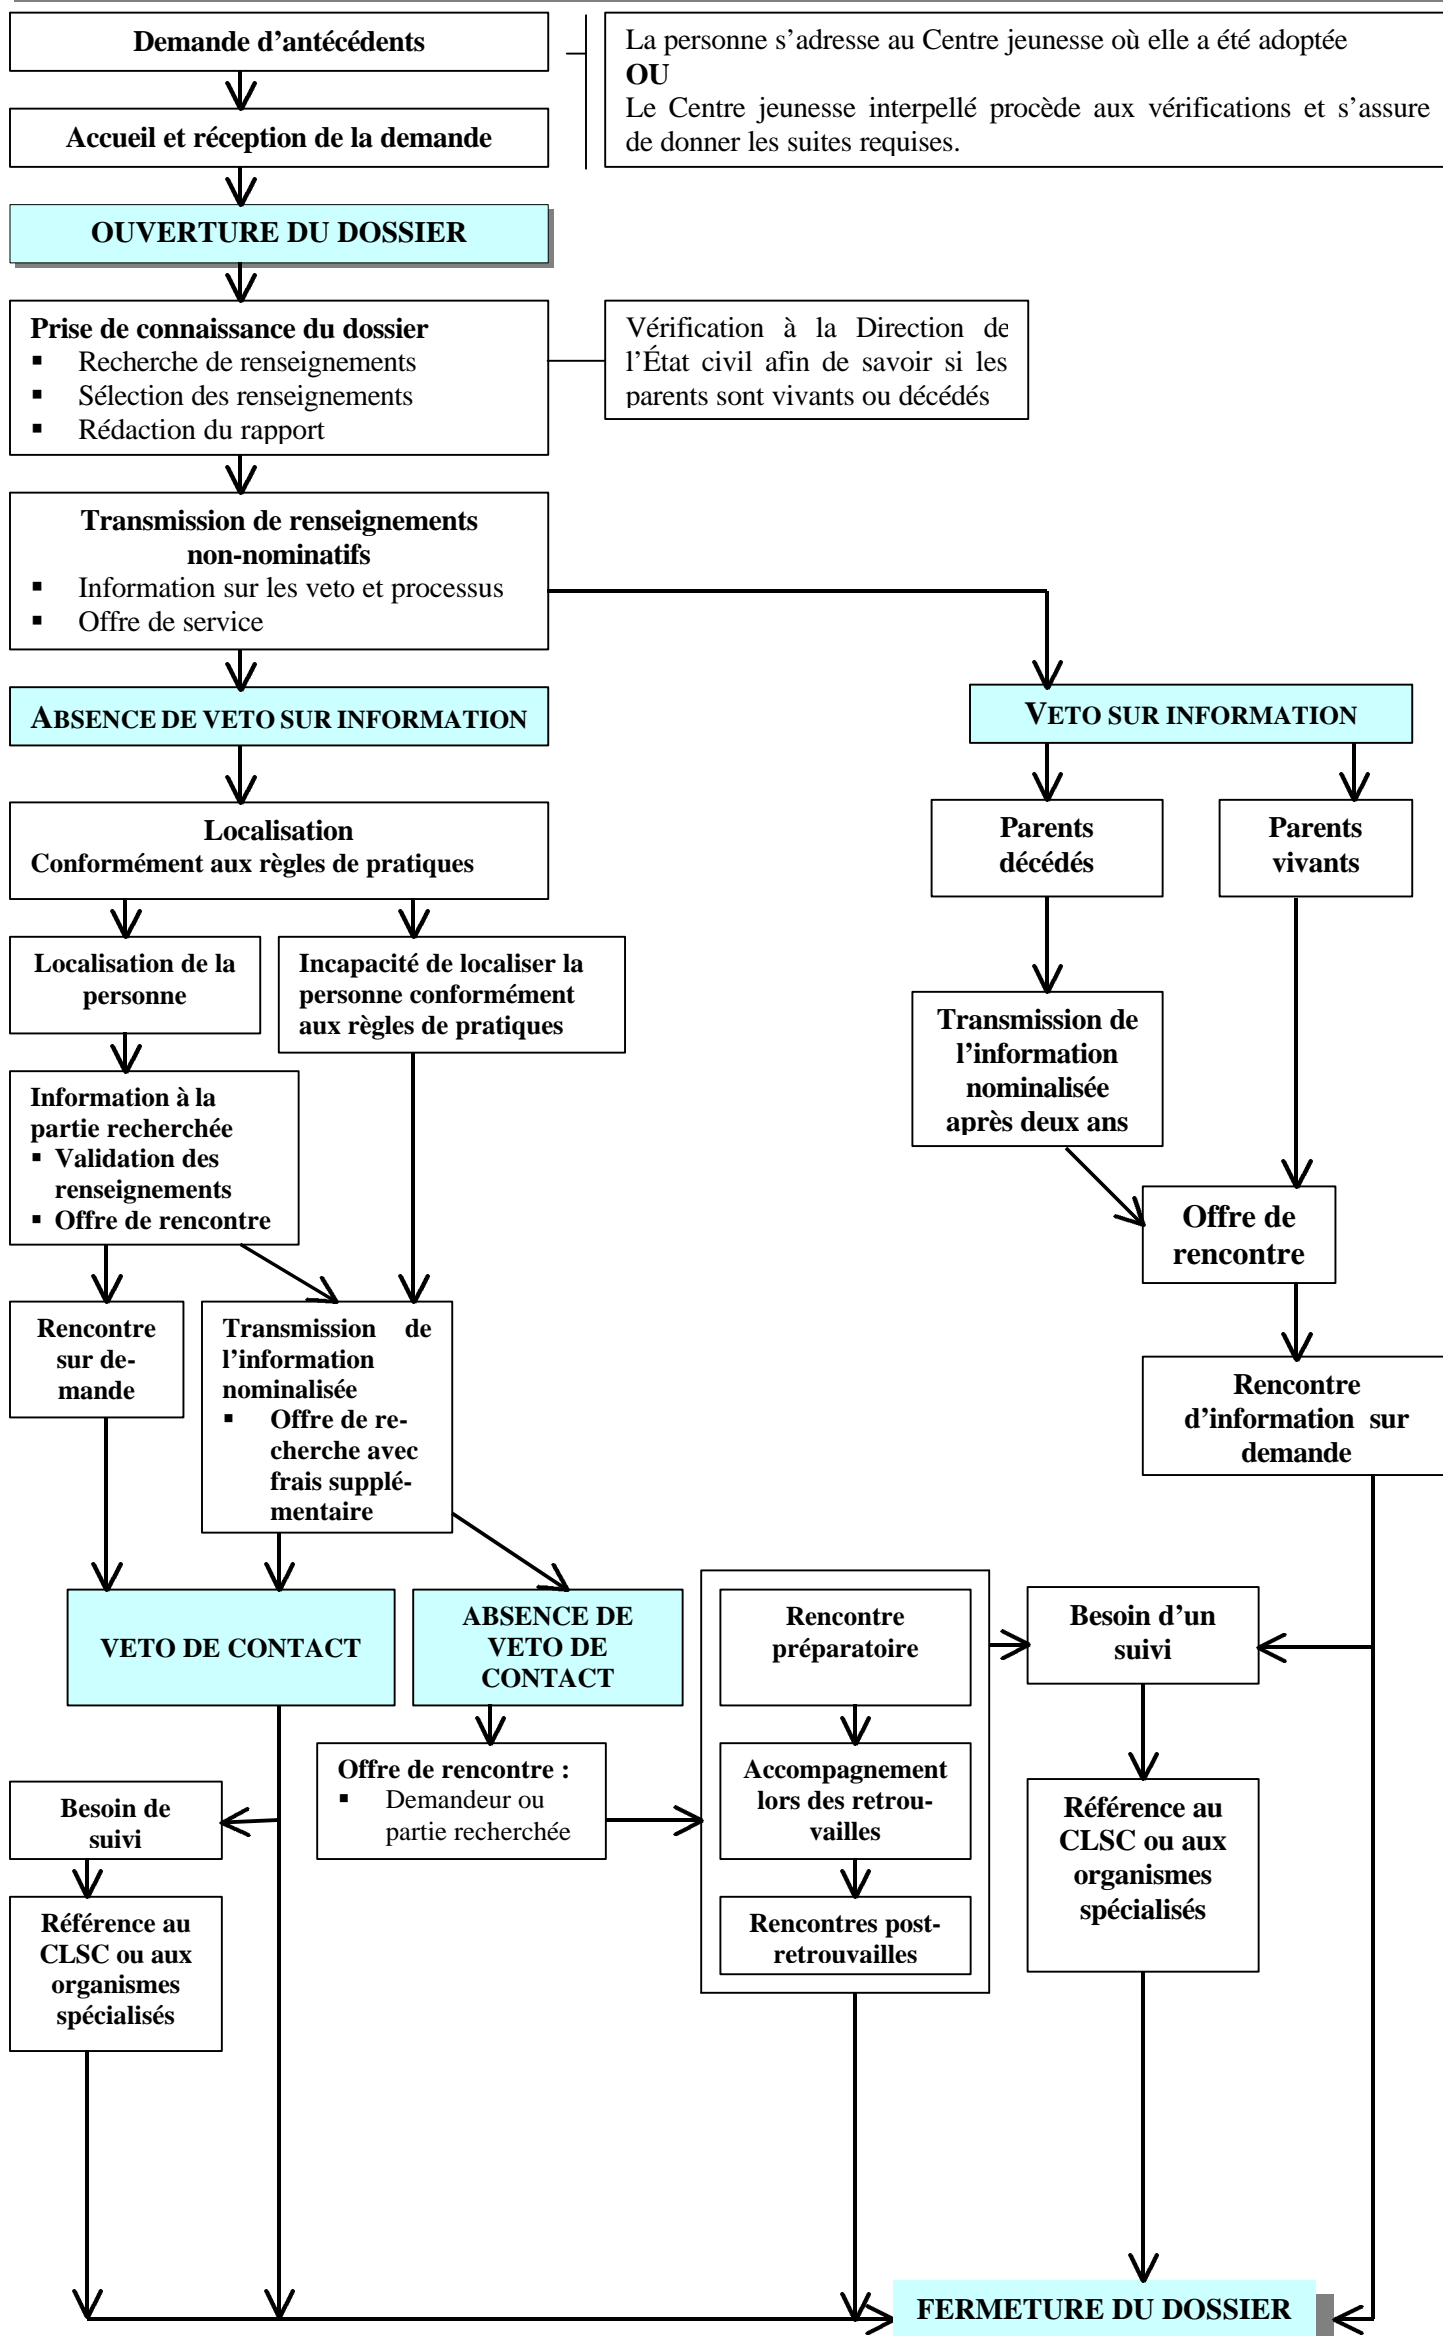 Demande d’antécédents
La personne s’adresse au Centre jeunesse où elle a été adoptée
OU
Le Centre jeunesse interpellé procède aux vérifications et s’assure
de donner les suites requises.
Accueil et réception de la demande
OUVERTURE DU DOSSIER
Prise de connaissance du dossier
▪ Recherche de renseignements
▪ Sélection des renseignements
▪ Rédaction du rapport
Vérification à la Direction de
l’État civil afin de savoir si les
parents sont vivants ou décédés
Transmission de renseignements
non-nominatifs
▪ Information sur les veto et processus
▪ Offre de service
ABSENCE DE VETO SUR INFORMATION
VETO SUR INFORMATION
Localisation
Conformément aux règles de pratiques
Parents
décédés
Parents
vivants
Localisation de la
personne
Incapacité de localiser la
personne conformément
aux règles de pratiques
Transmission de
l’information
nominalisée
après deux ans
Information à la
partie recherchée
▪ Validation des
renseignements
▪ Offre de rencontre
Offre de
rencontre
Rencontre
sur de-
mande
Transmission de
l’information
nominalisée
▪ Offre de re-
cherche avec
frais supplé-
mentaire
Rencontre
d’information sur
demande
VETO DE CONTACT
ABSENCE DE
VETO DE
CONTACT
Rencontre
préparatoire
Besoin d’un
suivi
Offre de rencontre :
▪ Demandeur ou
partie recherchée
Accompagnement
lors des retrou-
vailles
Besoin de
suivi
Référence au
CLSC ou aux
organismes
spécialisés
Rencontres post-
retrouvailles
Référence au
CLSC ou aux
organismes
spécialisés
FERMETURE DU DOSSIER